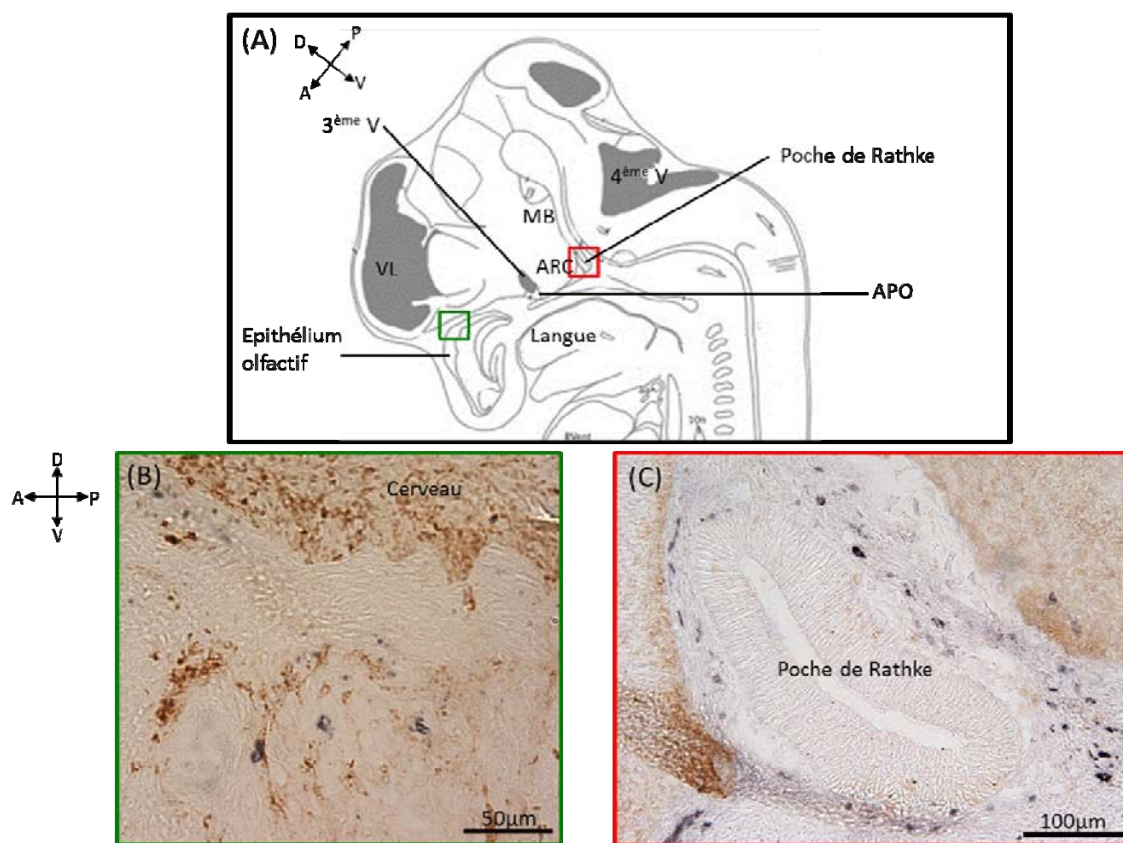 (A)
D
P
A
V
3ème V
4ème V
Poche de Rathke
MB
VL
ARC
APO
Epithélium
olfactif
Langue
(B)
Cerveau
50µm
(C)
Poche de Rathke
100µm
D
A
P
V